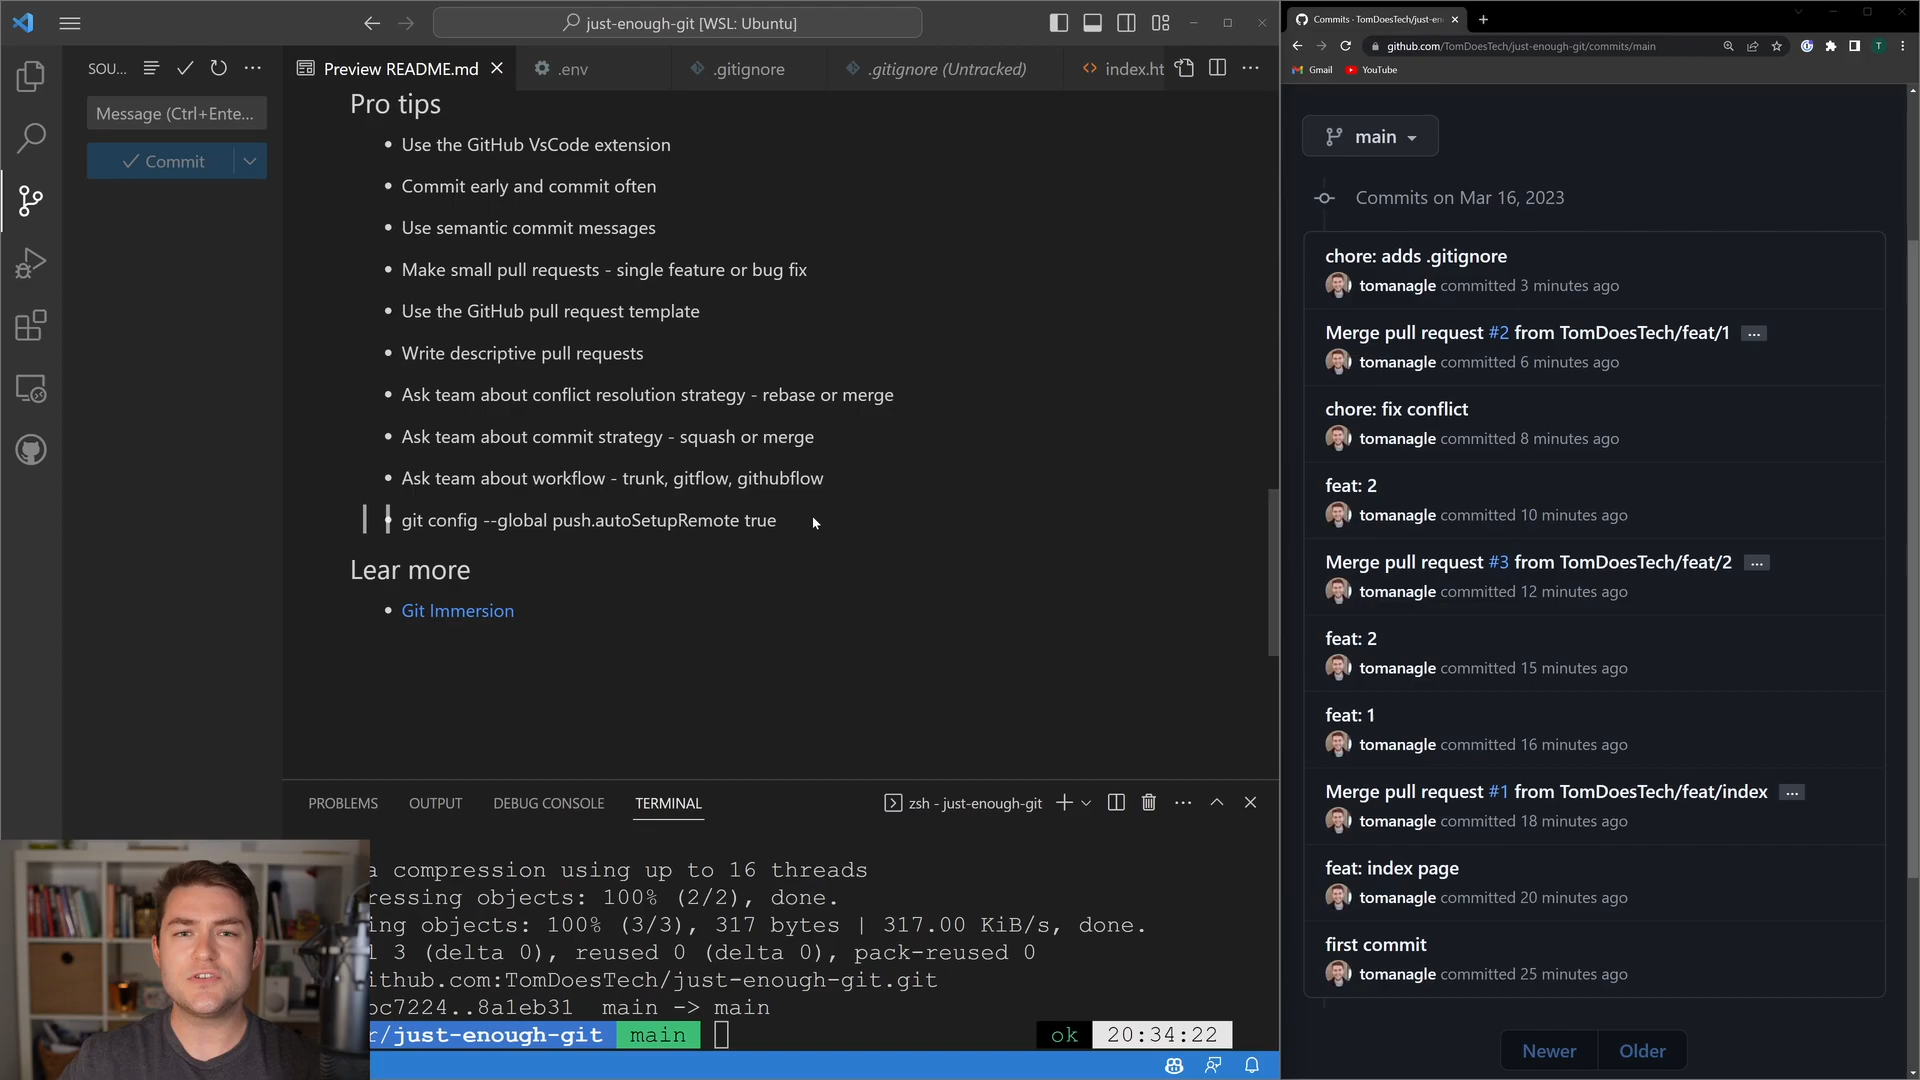 just-enough-git [WSL: Ubuntu]
SOU...
Message (Ctrl+Ente...
Commit
Preview README.md
.env
.gitignore
.gitignore (Untracked)
index.ht
Pro tips
Use the GitHub VsCode extension
Commit early and commit often
Use semantic commit messages
Make small pull requests - single feature or bug fix
Use the GitHub pull request template
Write descriptive pull requests
Ask team about conflict resolution strategy - rebase or merge
Ask team about commit strategy - squash or merge
Ask team about workflow - trunk, gitflow, githubflow
git config --global push.autoSetupRemote true
Lear more
Git Immersion
PROBLEMS
OUTPUT
DEBUG CONSOLE
TERMINAL
zsh - just-enough-git
a compression using up to 16 threads
ressing objects: 100% (2/2), done.
ing objects: 100% (3/3), 317 bytes | 317.00 KiB/s, done.
l 3 (delta 0), reused 0 (delta 0), pack-reused 0
ithub.com:TomDoesTech/just-enough-git.git
bc7224..8a1eb31  main -> main
r/just-enough-git main
ok 20:34:22
Commits · TomDoesTech/just-en
github.com/TomDoesTech/just-enough-git/commits/main
T
Gmail
YouTube
main
Commits on Mar 16, 2023
chore: adds .gitignore
tomanagle committed 3 minutes ago
Merge pull request #2 from TomDoesTech/feat/1 ...
tomanagle committed 6 minutes ago
chore: fix conflict
tomanagle committed 8 minutes ago
feat: 2
tomanagle committed 10 minutes ago
Merge pull request #3 from TomDoesTech/feat/2 ...
tomanagle committed 12 minutes ago
feat: 2
tomanagle committed 15 minutes ago
feat: 1
tomanagle committed 16 minutes ago
Merge pull request #1 from TomDoesTech/feat/index ...
tomanagle committed 18 minutes ago
feat: index page
tomanagle committed 20 minutes ago
first commit
tomanagle committed 25 minutes ago
Newer
Older